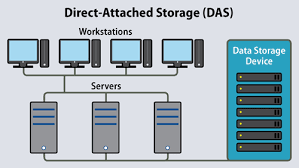 Direct-Attached Storage (DAS)
Workstations
Data Storage
Device
Servers